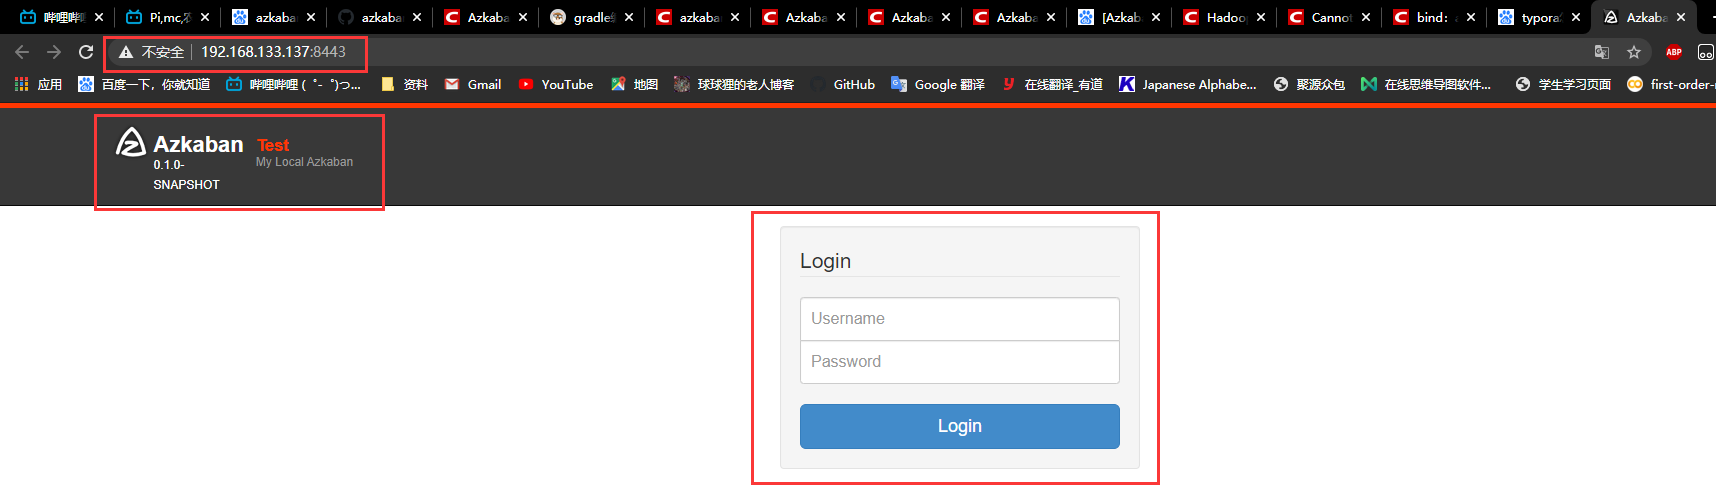 哔哩哔哩 Pi,mc, azkaba azkaba Azkab gradle azkaba Azkaba Azkaba Azkaba [Azkab Hadoo Cannot bind: typora Azkaba
不安全 192.168.133.137:8443
应用 百度一下，你就知道 哔哩哔哩 ( ゜- ゜)つ... 资料 Gmail YouTube 地图 球球狸的老人博客 GitHub Google 翻译 在线翻译_有道 Japanese Alphabe... 聚源众包 在线思维导图软件... 学生学习页面 first-order-
Azkaban Test
0.1.0- My Local Azkaban
SNAPSHOT
Login
Username
Password
Login